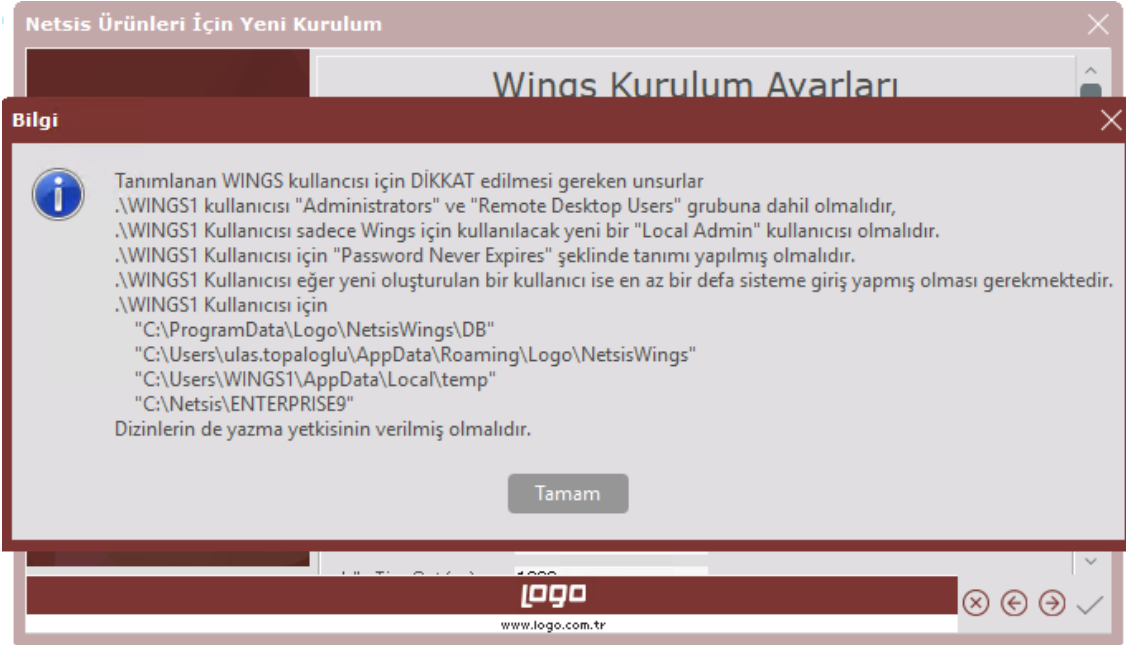 Netsis Ürünleri İçin Yeni Kurulum
Wings Kurulum Ayarları
Bilgi
Tanımlanan WINGS kullancısı için DİKKAT edilmesi gereken unsurlar
.\WINGS1 kullanıcısı "Administrators" ve "Remote Desktop Users" grubuna dahil olmalıdır,
.\WINGS1 Kullanıcısı sadece Wings için kullanılacak yeni bir "Local Admin" kullanıcısı olmalıdır.
.\WINGS1 Kullanıcısı için "Password Never Expires" şeklinde tanımı yapılmış olmalıdır.
.\WINGS1 Kullanıcısı eğer yeni oluşturulan bir kullanıcı ise en az bir defa sisteme giriş yapmış olması gerekmektedir.
.\WINGS1 Kullanıcısı için
"C:\ProgramData\Logo\NetsisWings\DB"
"C:\Users\ulas.topaloglu\AppData\Roaming\Logo\NetsisWings"
"C:\Users\WINGS1\AppData\Local\temp"
"C:\Netsis\ENTERPRISE9"
Dizinlerin de yazma yetkisinin verilmiş olmalıdır.
Tamam
LOGO
www.logo.com.tr